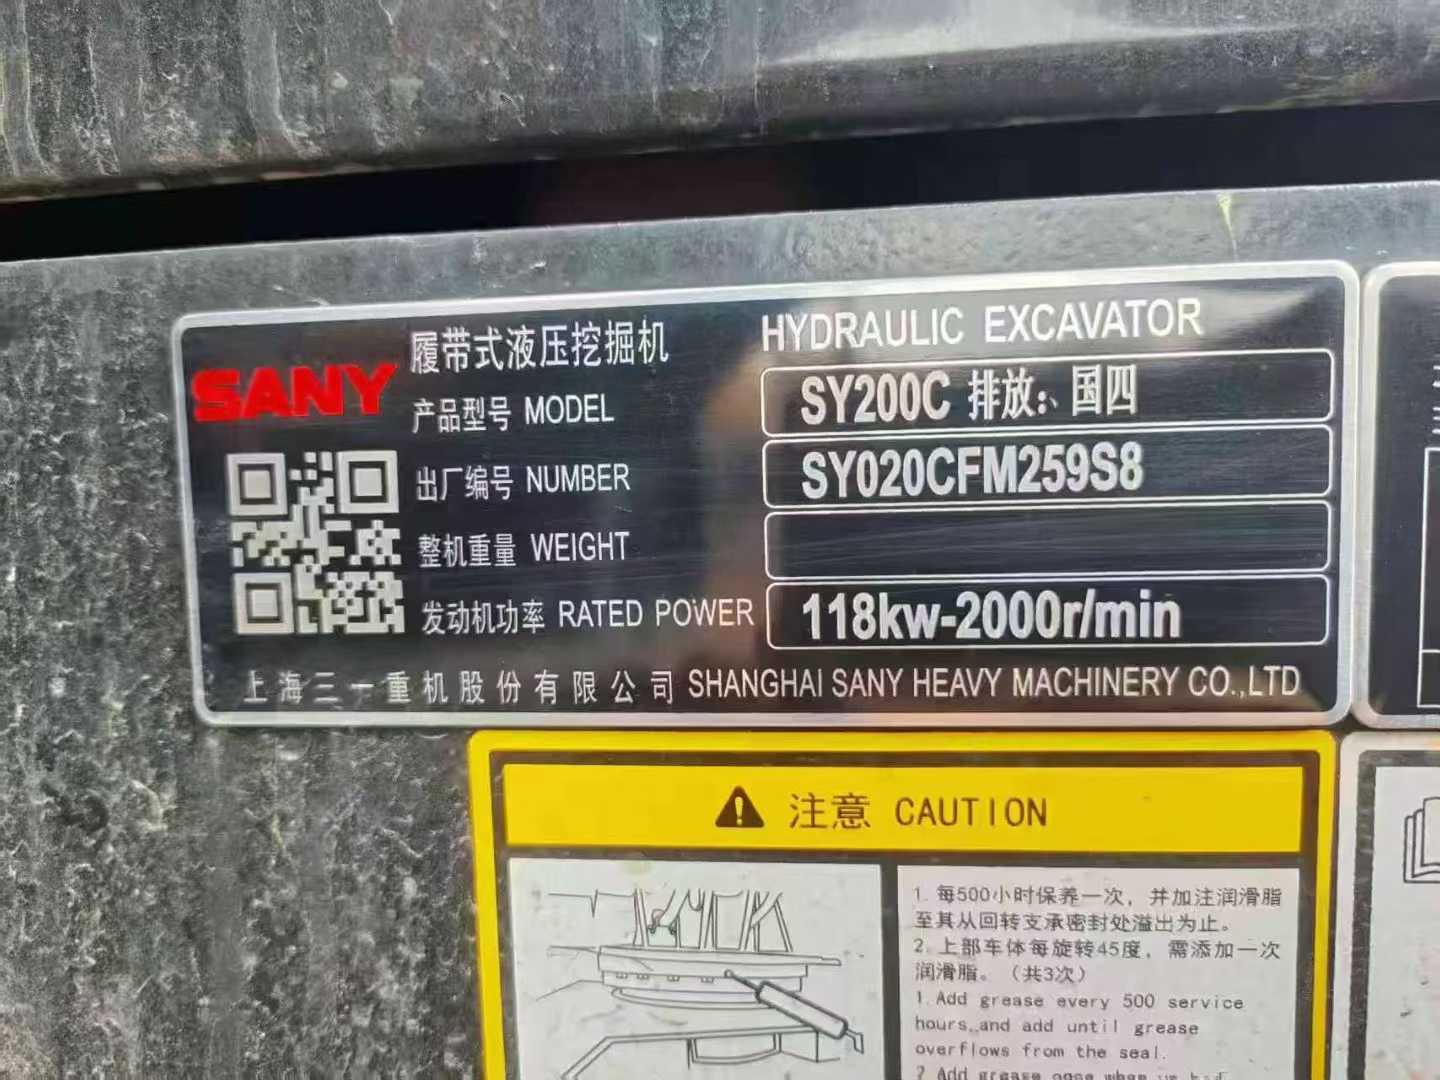 SANY
履带式液压挖掘机 HYDRAULIC EXCAVATOR
产品型号 MODEL SY200C 排放: 国四
出厂编号 NUMBER SY020CFM259S8
整机重量 WEIGHT
发动机功率 RATED POWER 118kw-2000r/min
上海三一重机股份有限公司 SHANGHAI SANY HEAVY MACHINERY CO.,LTD
注意 CAUTION
1. 每500小时保养一次，并加注润滑脂
至其从回转支承密封处溢出为止。
2. 上部车体每旋转45度，需添加一次
润滑脂。（共3次）
1. Add grease every 500 service
hours,and add until grease
overflows from the seal.
2 Add grease once when